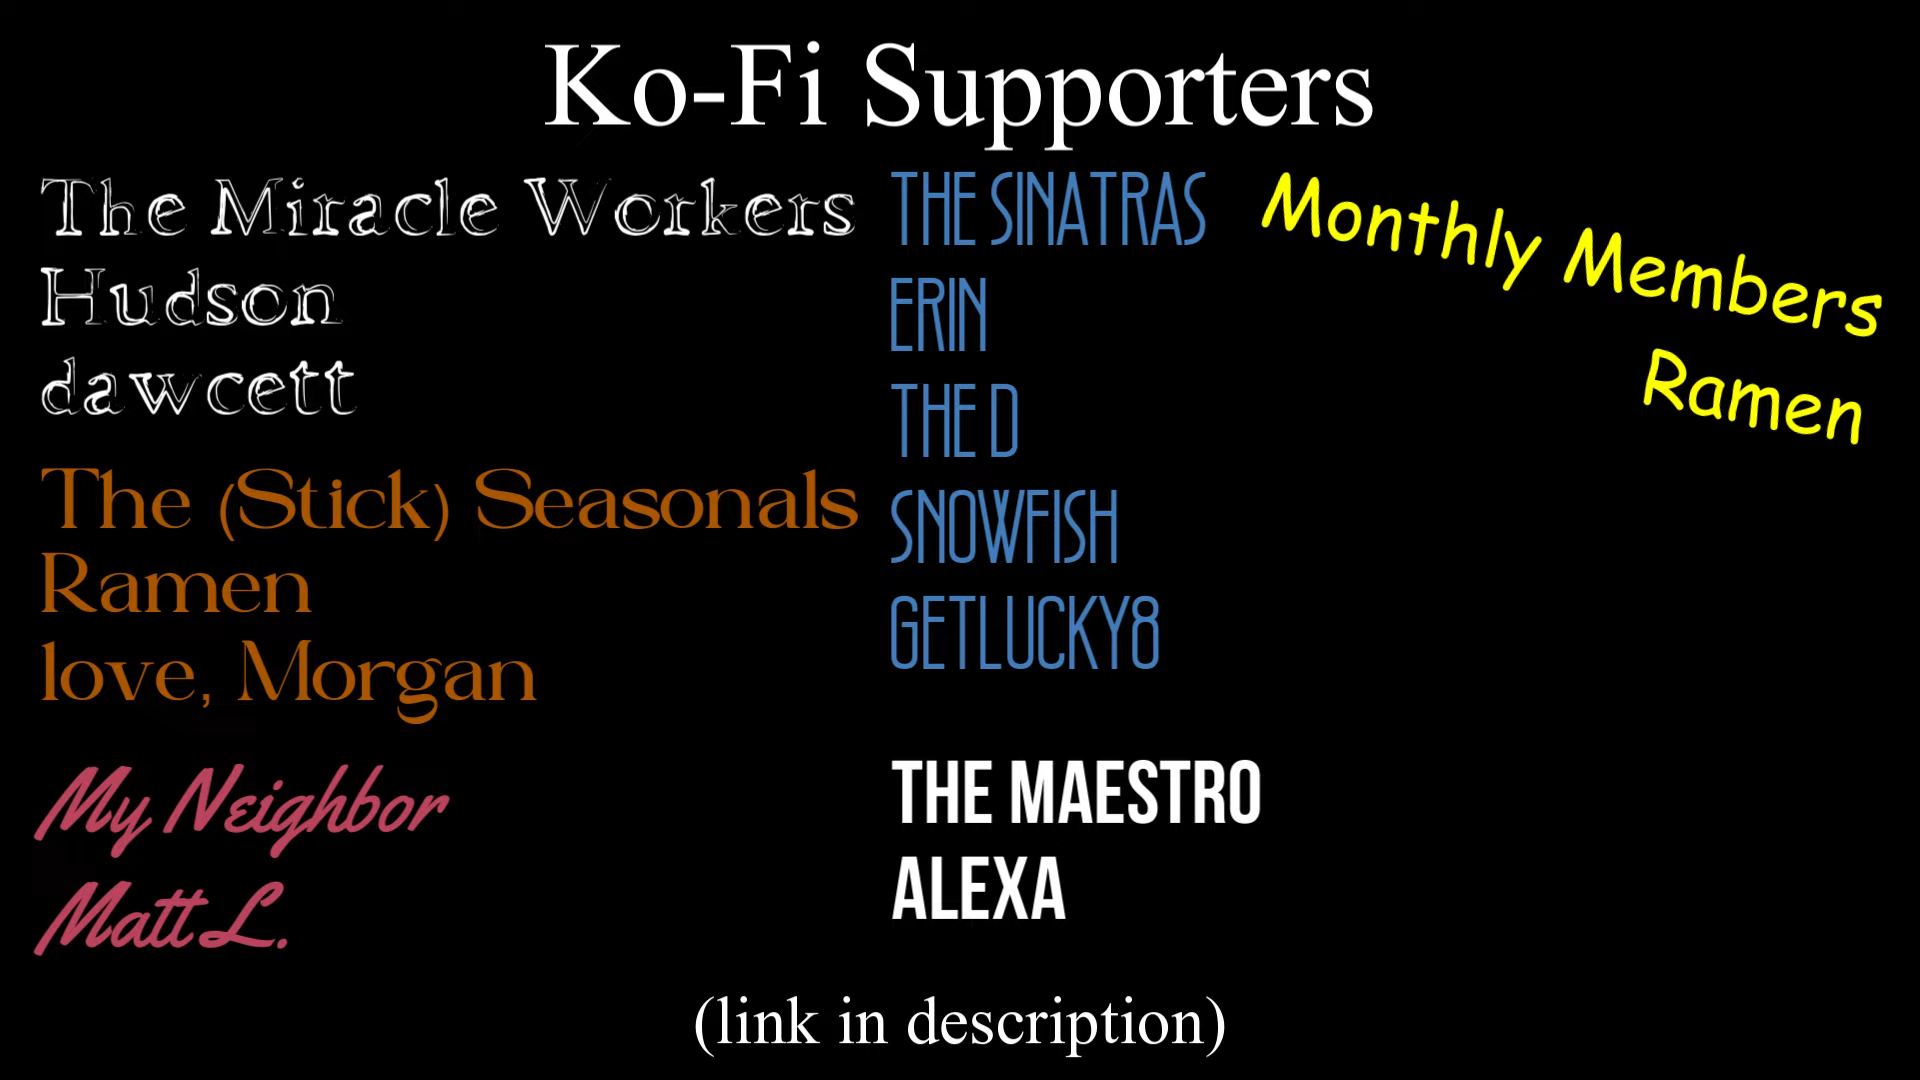 Ko-Fi Supporters
The Miracle Workers
Hudson
dawcett
The (Stick) Seasonals
Ramen
love, Morgan
My Neighbor
Matt L.
THE SINATRAS
ERIN
THE D
SNOWFISH
GETLUCKY8
THE MAESTRO
ALEXA
Monthly Members
Ramen
(link in description)